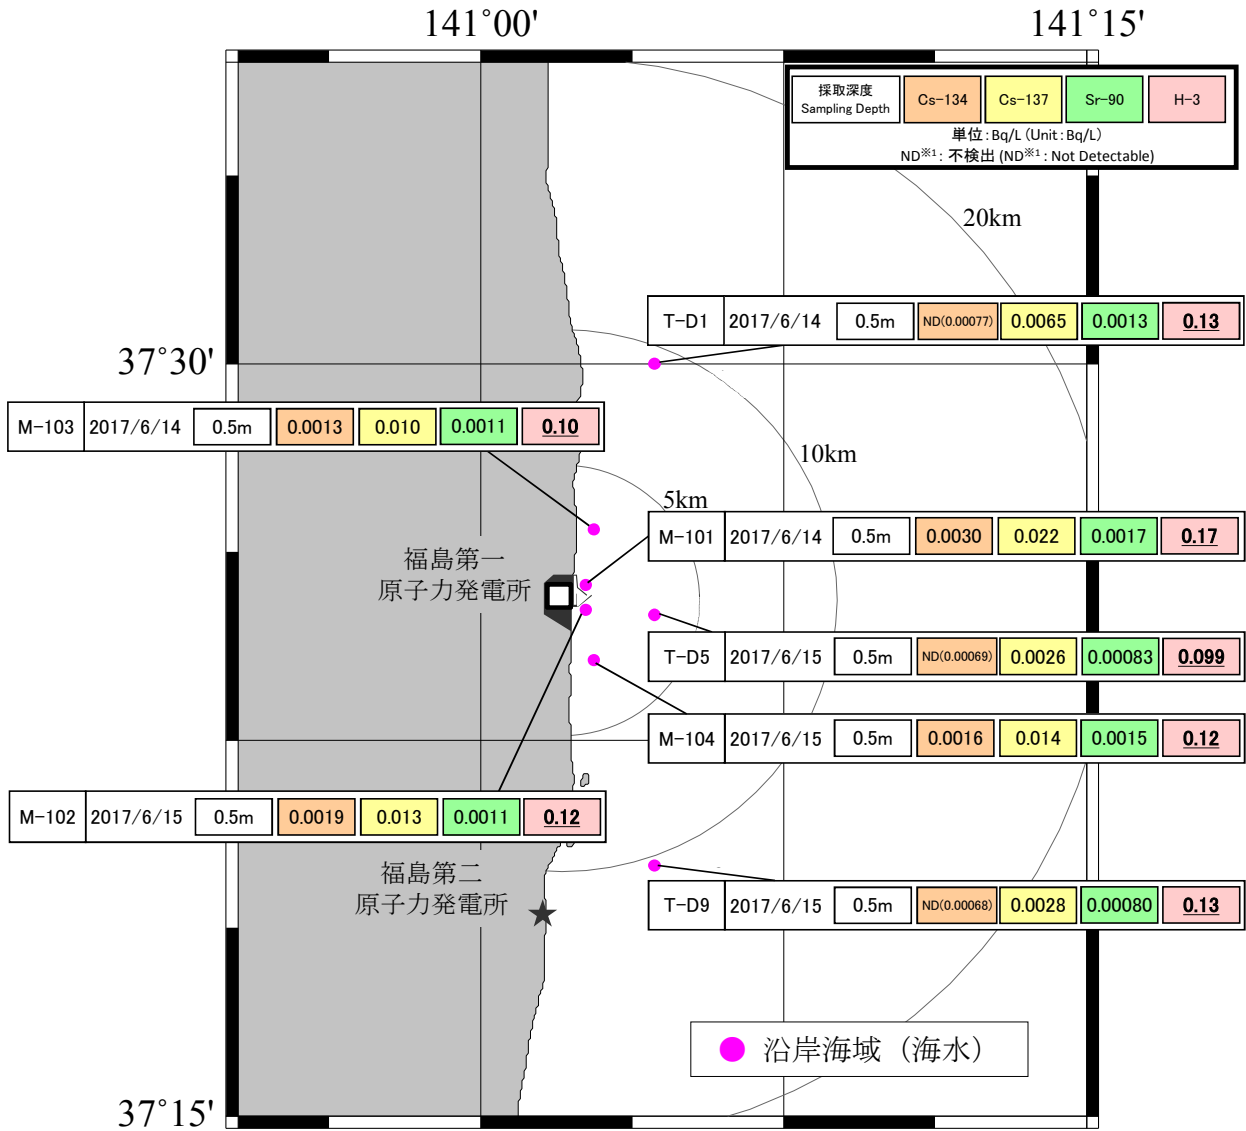 141°00'
141°15'
採取深度
Sampling Depth
Cs-134
Cs-137
Sr-90
H-3
単位:Bq/L (Unit:Bq/L)
ND※1: 不検出 (ND※1: Not Detectable)
20km
T-D1 2017/6/14 0.5m ND(0.00077) 0.0065 0.0013 0.13
37°30'
M-103 2017/6/14 0.5m 0.0013 0.010 0.0011 0.10
10km
5km
M-101 2017/6/14 0.5m 0.0030 0.022 0.0017 0.17
福島第一
原子力発電所
T-D5 2017/6/15 0.5m ND(0.00069) 0.0026 0.00083 0.099
M-104 2017/6/15 0.5m 0.0016 0.014 0.0015 0.12
M-102 2017/6/15 0.5m 0.0019 0.013 0.0011 0.12
福島第二
原子力発電所
T-D9 2017/6/15 0.5m ND(0.00068) 0.0028 0.00080 0.13
沿岸海域（海水）
37°15'